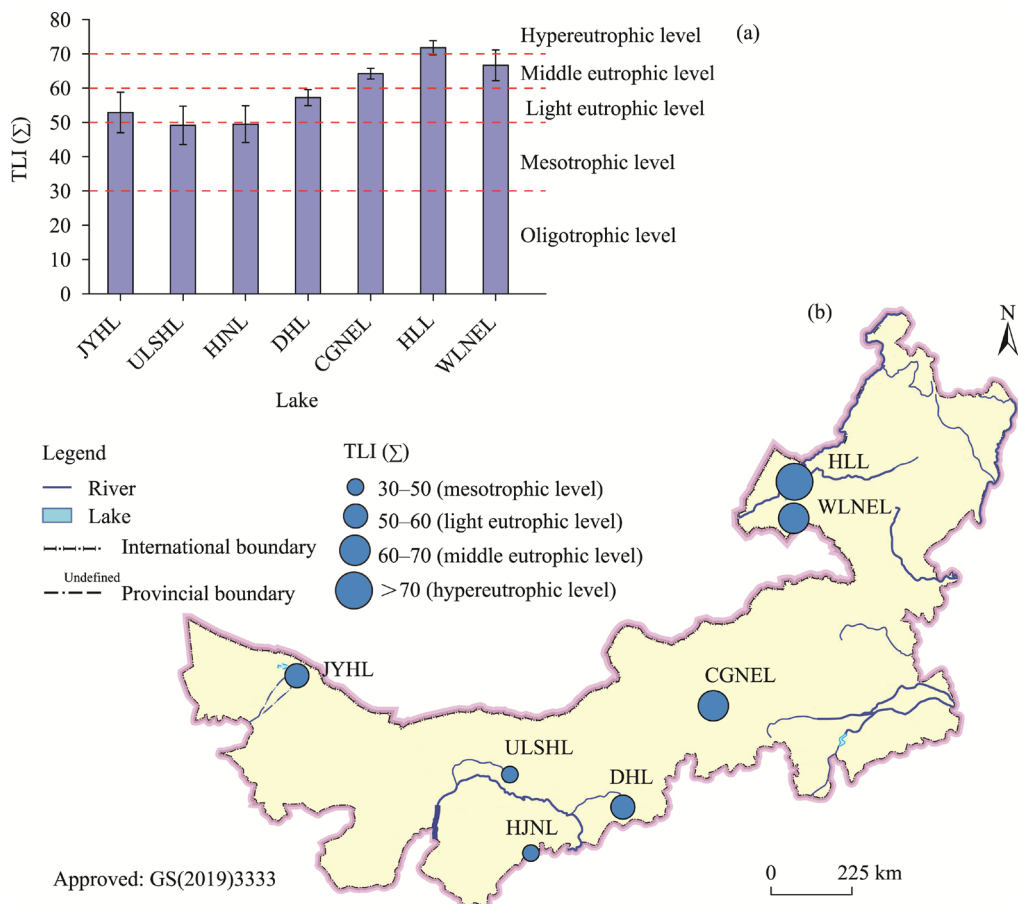 (a)
TLI (Σ)
80
70
60
50
40
30
20
10
0
Hypereutrophic level
Middle eutrophic level
Light eutrophic level
Mesotrophic level
Oligotrophic level
JYHL
ULSHL
HJNL
DHL
CGNEL
HLL
WLNEL
Lake
(b)
N
Legend
River
Lake
International boundary
Undefined
Provincial boundary
TLI (Σ)
30–50 (mesotrophic level)
50–60 (light eutrophic level)
60–70 (middle eutrophic level)
>70 (hypereutrophic level)
HLL
WLNEL
JYHL
CGNEL
ULSHL
DHL
HJNL
Approved: GS(2019)3333
0 225 km